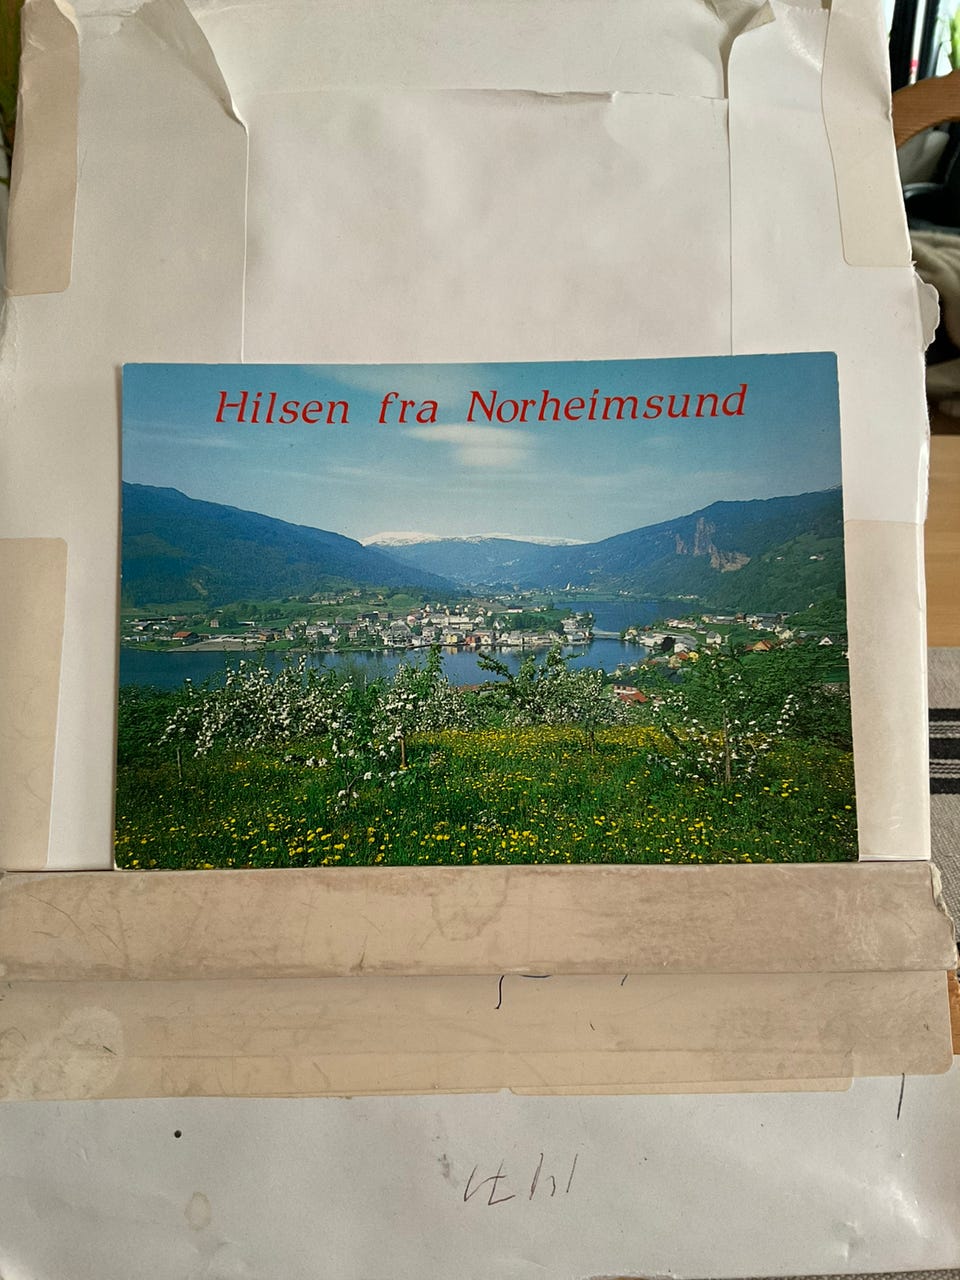 Hilsen fra Norheimsund